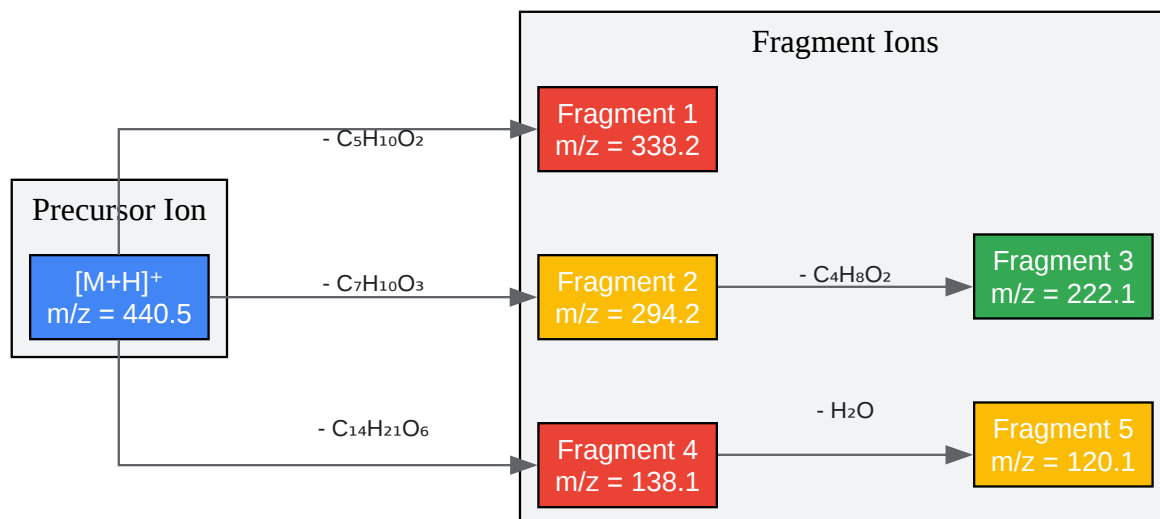 Fragment Ions
Fragment 1
m/z = 338.2
- C₅H₁₀O₂
Precursor Ion
[M+H]⁺
m/z = 440.5
- C₇H₁₀O₃
Fragment 2
m/z = 294.2
- C₄H₈O₂
Fragment 3
m/z = 222.1
- C₁₄H₂₁O₆
Fragment 4
m/z = 138.1
- H₂O
Fragment 5
m/z = 120.1